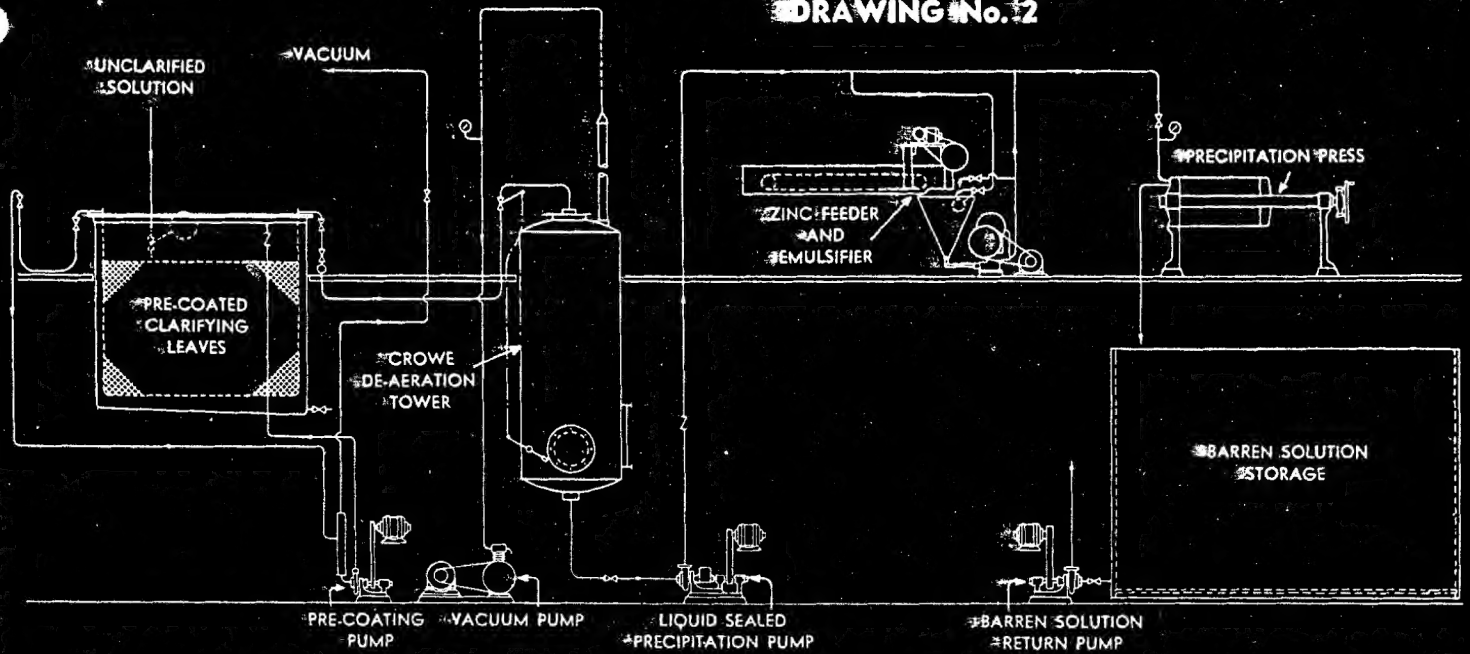 DRAWING No. 2
UNCLARIFIED
SOLUTION
VACUUM
PRECIPITATION PRESS
ZINC FEEDER
AND
EMULSIFIER
PRE-COATED
CLARIFYING
LEAVES
CROWE
DE-AERATION
TOWER
BARREN SOLUTION
STORAGE
PRE-COATING
PUMP
VACUUM PUMP
LIQUID SEALED
PRECIPITATION PUMP
BARREN SOLUTION
RETURN PUMP